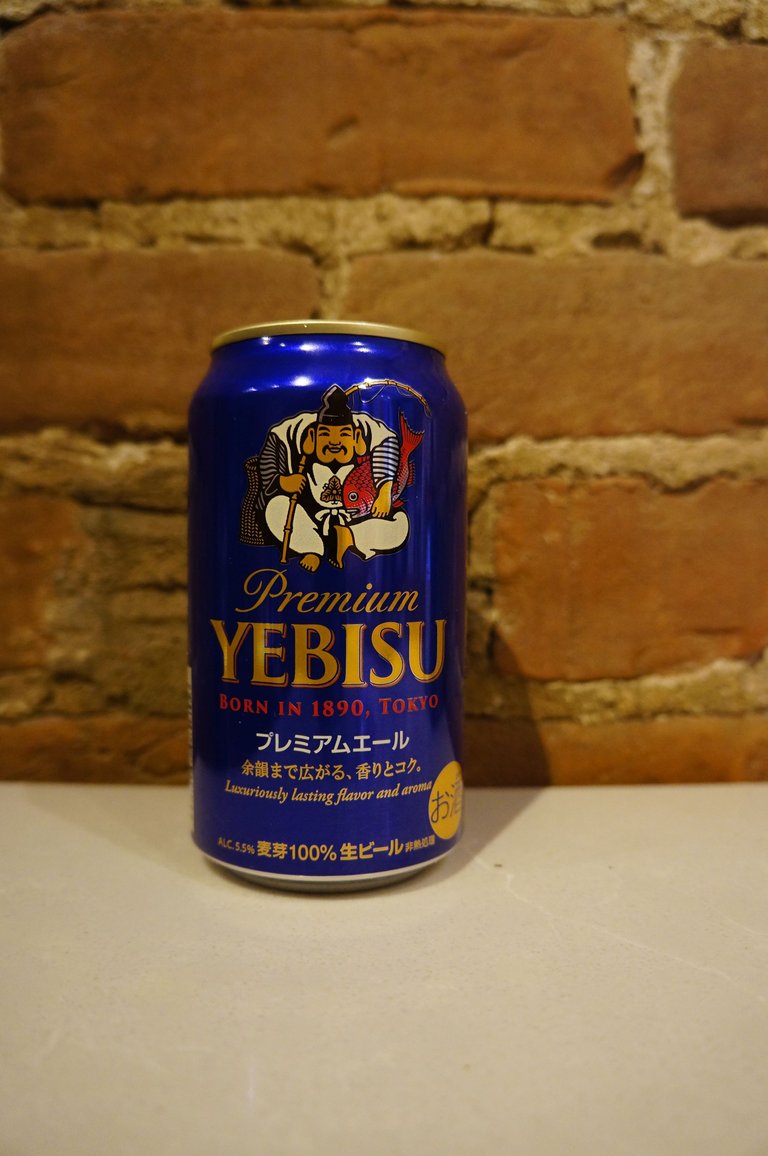 Premium
YEBISU
BORN IN 1890, TOKYO
プレミアムエール
余韻まで広がる、香りとコク。
Luxuriously lasting flavor and aroma
お酒
ALC.5.5% 麦芽100% 生ビール 非熱処理